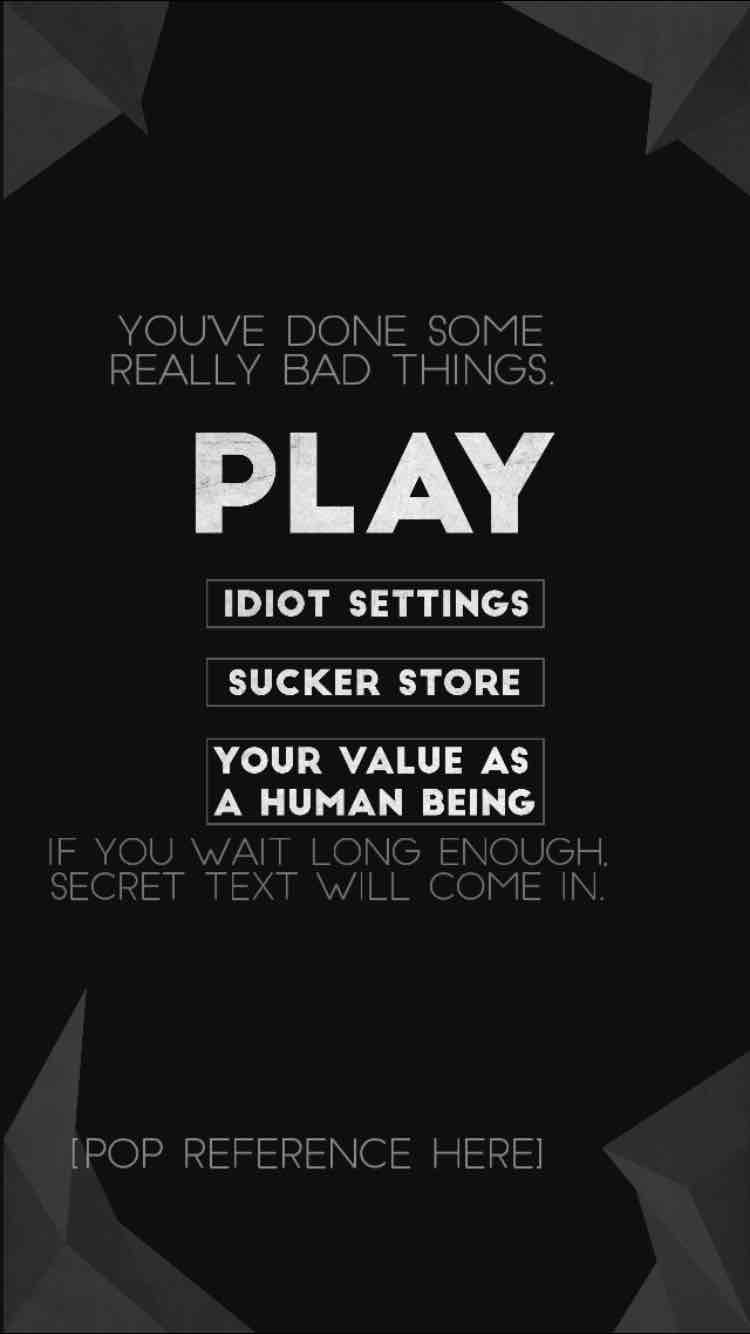 YOU'VE DONE SOME
REALLY BAD THINGS.
PLAY
IDIOT SETTINGS
SUCKER STORE
YOUR VALUE AS
A HUMAN BEING
IF YOU WAIT LONG ENOUGH,
SECRET TEXT WILL COME IN.
[POP REFERENCE HERE]